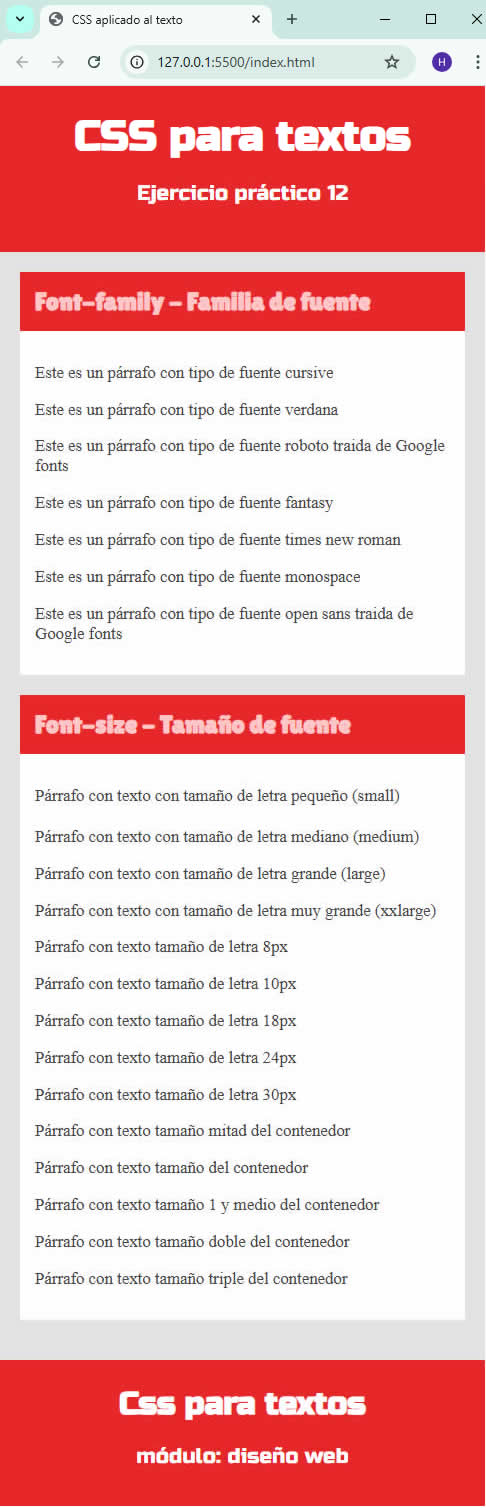 CSS aplicado al texto
127.0.0.1:5500/index.html
H
CSS para textos
Ejercicio práctico 12
Font-family - Familia de fuente
Este es un párrafo con tipo de fuente cursive
Este es un párrafo con tipo de fuente verdana
Este es un párrafo con tipo de fuente roboto traida de Google
fonts
Este es un párrafo con tipo de fuente fantasy
Este es un párrafo con tipo de fuente times new roman
Este es un párrafo con tipo de fuente monospace
Este es un párrafo con tipo de fuente open sans traida de
Google fonts
Font-size - Tamaño de fuente
Párrafo con texto con tamaño de letra pequeño (small)
Párrafo con texto con tamaño de letra mediano (medium)
Párrafo con texto con tamaño de letra grande (large)
Párrafo con texto con tamaño de letra muy grande (xxlarge)
Párrafo con texto tamaño de letra 8px
Párrafo con texto tamaño de letra 10px
Párrafo con texto tamaño de letra 18px
Párrafo con texto tamaño de letra 24px
Párrafo con texto tamaño de letra 30px
Párrafo con texto tamaño mitad del contenedor
Párrafo con texto tamaño del contenedor
Párrafo con texto tamaño 1 y medio del contenedor
Párrafo con texto tamaño doble del contenedor
Párrafo con texto tamaño triple del contenedor
Css para textos
módulo: diseño web